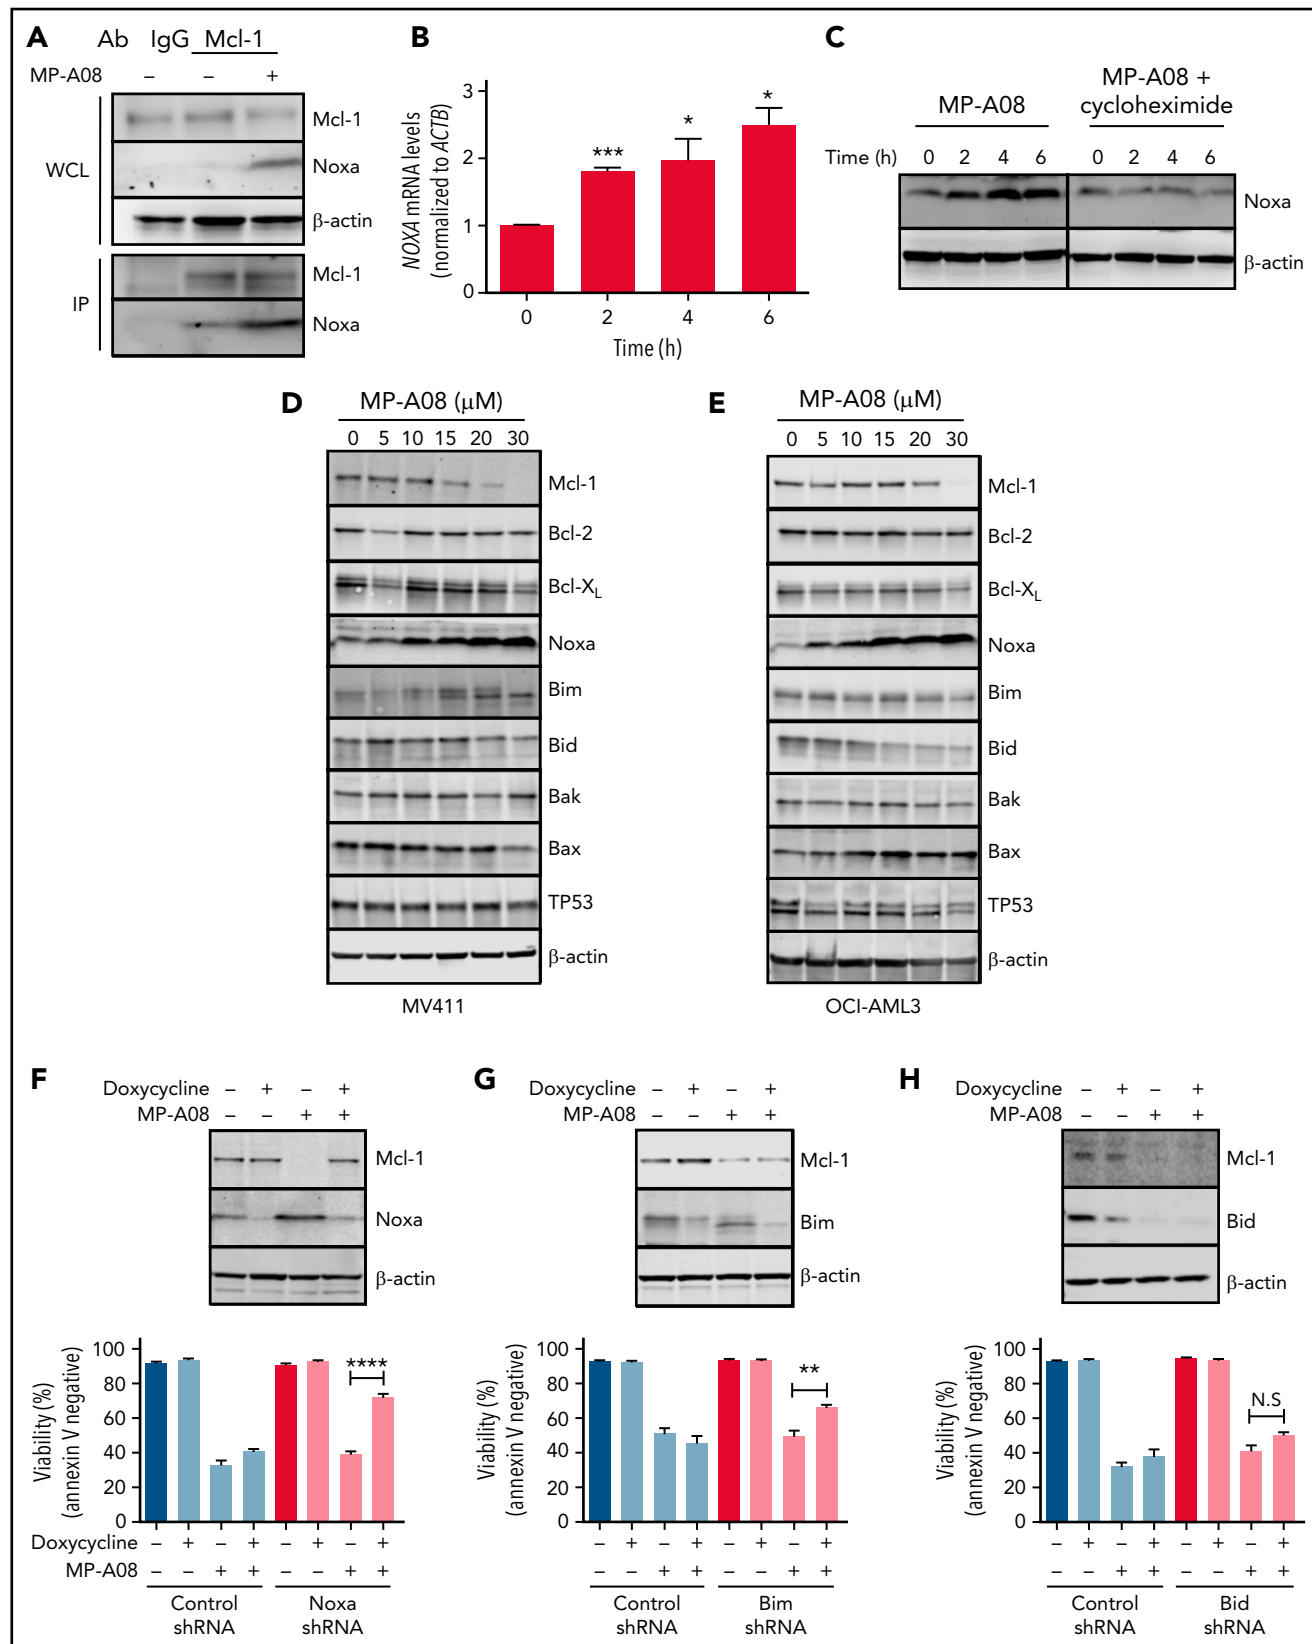 A
Ab IgG Mcl-1
MP-A08 – – +
WCL
Mcl-1
Noxa
β-actin
IP
Mcl-1
Noxa
B
NOXA mRNA levels
(normalized to ACTB)
3
2
1
0
***
*
*
0 2 4 6
Time (h)
C
MP-A08
MP-A08 +
cycloheximide
Time (h) 0 2 4 6 0 2 4 6
Noxa
β-actin
D
MP-A08 (μM)
0 5 10 15 20 30
Mcl-1
Bcl-2
Bcl-XL
Noxa
Bim
Bid
Bak
Bax
TP53
β-actin
MV411
E
MP-A08 (μM)
0 5 10 15 20 30
Mcl-1
Bcl-2
Bcl-XL
Noxa
Bim
Bid
Bak
Bax
TP53
β-actin
OCI-AML3
F
Doxycycline – + – +
MP-A08 – – + +
Mcl-1
Noxa
β-actin
Viability (%)
(annexin V negative)
100
80
60
40
20
0
****
Doxycycline – + – + – + – +
MP-A08 – – + + – – + +
Control
shRNA
Noxa
shRNA
G
Doxycycline – + – +
MP-A08 – – + +
Mcl-1
Bim
β-actin
Viability (%)
(annexin V negative)
100
80
60
40
20
0
**
– + – + – + – +
– – + + – – + +
Control
shRNA
Bim
shRNA
H
Doxycycline – + – +
MP-A08 – – + +
Mcl-1
Bid
β-actin
Viability (%)
(annexin V negative)
100
80
60
40
20
0
N.S
– + – + – + – +
– – + + – – + +
Control
shRNA
Bid
shRNA